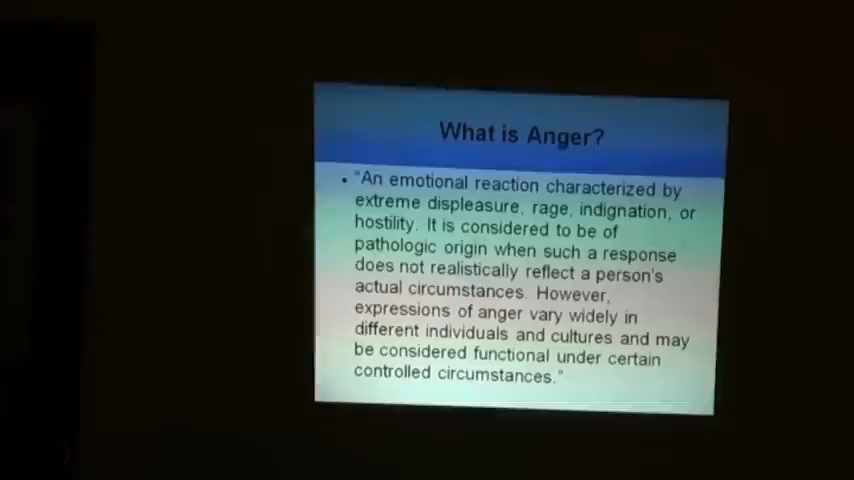 What is Anger?
• "An emotional reaction characterized by
extreme displeasure, rage, indignation, or
hostility. It is considered to be of
pathologic origin when such a response
does not realistically reflect a person's
actual circumstances. However,
expressions of anger vary widely in
different individuals and cultures and may
be considered functional under certain
controlled circumstances."